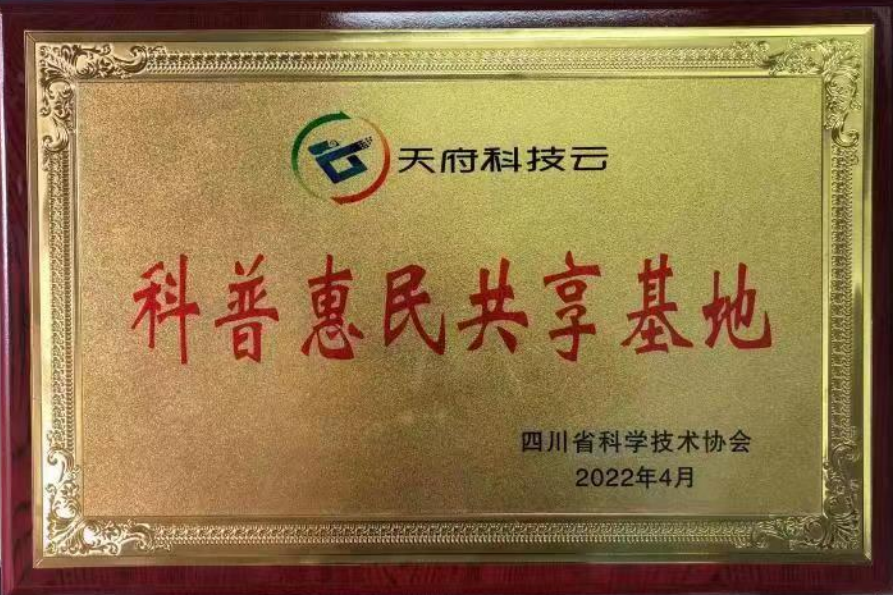 天府科技云
科普惠民共享基地
四川省科学技术协会
2022年4月